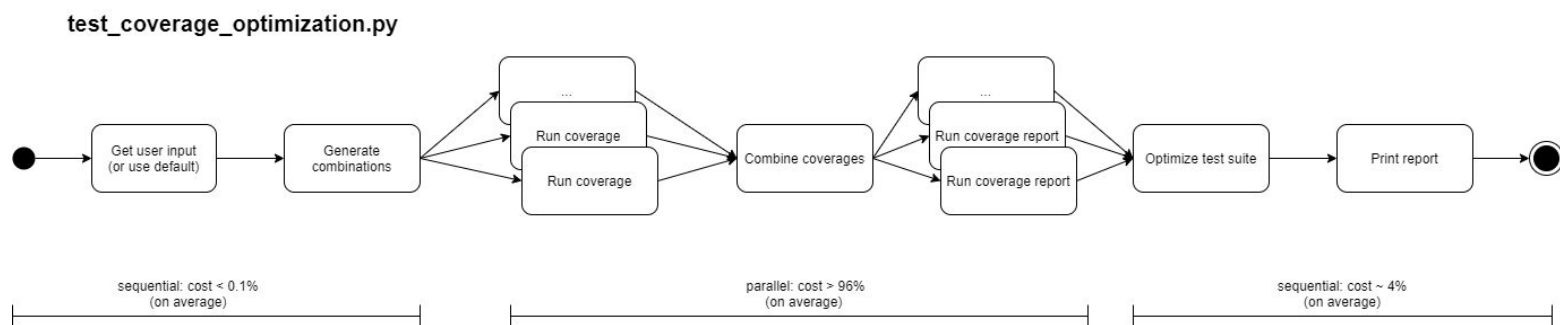 test_coverage_optimization.py
Get user input
(or use default)
Generate
combinations
...
Run coverage
Run coverage
Combine coverages
...
Run coverage report
Run coverage report
Optimize test suite
Print report
sequential: cost < 0.1%
(on average)
parallel: cost > 96%
(on average)
sequential: cost ~ 4%
(on average)